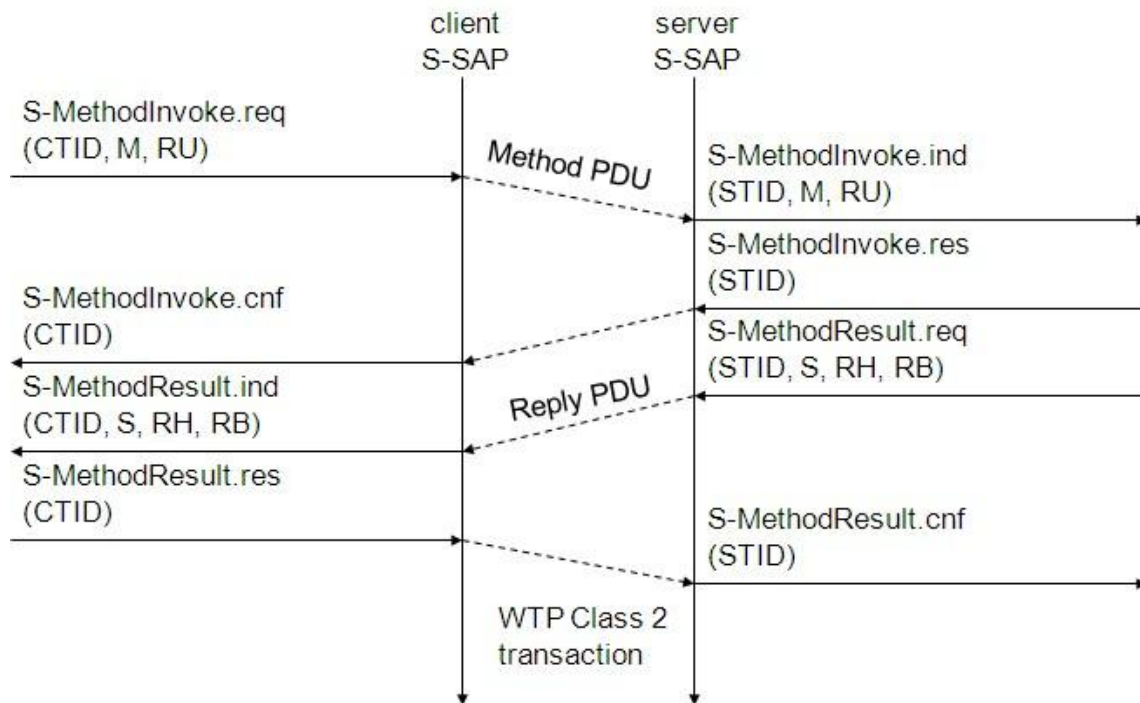 client
S-SAP
server
S-SAP
S-MethodInvoke.req
(CTID, M, RU)
Method PDU
S-MethodInvoke.ind
(STID, M, RU)
S-MethodInvoke.res
(STID)
S-MethodInvoke.cnf
(CTID)
S-MethodResult.req
(STID, S, RH, RB)
S-MethodResult.ind
(CTID, S, RH, RB)
Reply PDU
S-MethodResult.res
(CTID)
S-MethodResult.cnf
(STID)
WTP Class 2
transaction